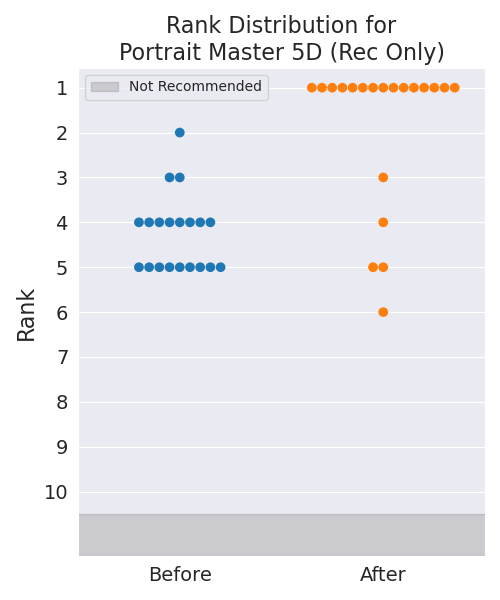 Rank Distribution for
Portrait Master 5D (Rec Only)
Not Recommended
Rank
1
2
3
4
5
6
7
8
9
10
Before After